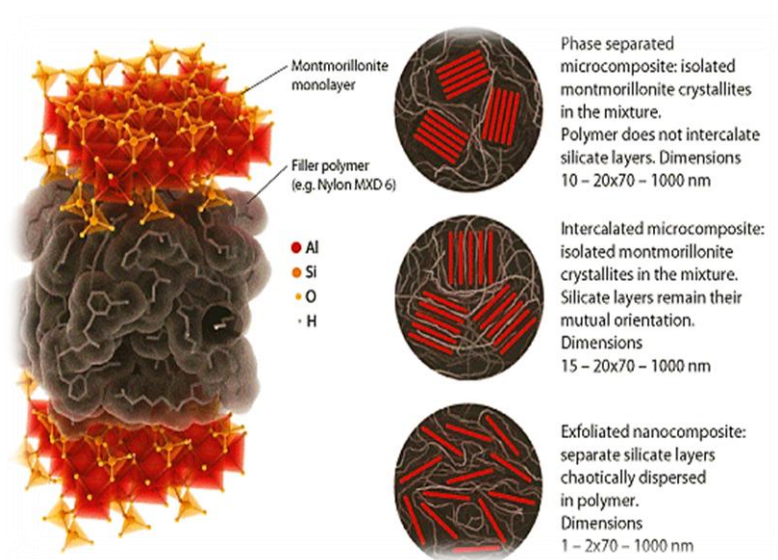 Montmorillonite
monolayer
Filler polymer
(e.g. Nylon MXD 6)
Al
Si
O
H
Phase separated
microcomposite: isolated
montmorillonite crystallites
in the mixture.
Polymer does not intercalate
silicate layers. Dimensions
10 – 20x70 – 1000 nm
Intercalated microcomposite:
isolated montmorillonite
crystallites in the mixture.
Silicate layers remain their
mutual orientation.
Dimensions
15 – 20x70 – 1000 nm
Exfoliated nanocomposite:
separate silicate layers
chaotically dispersed
in polymer.
Dimensions
1 – 2x70 – 1000 nm